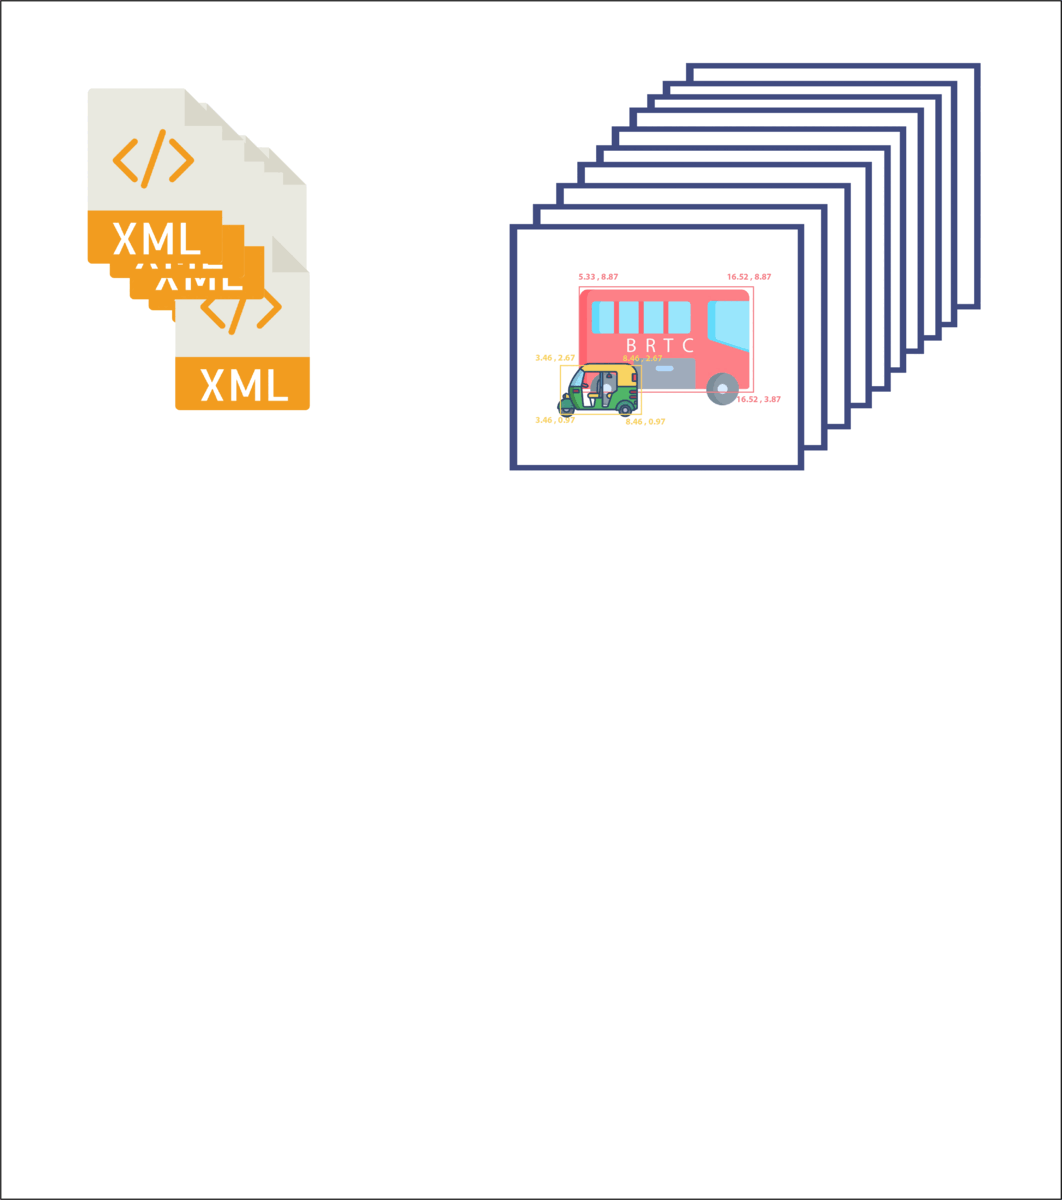 </>
XML
XML
XML
</>
XML
5.33 , 8.87
16.52 , 8.87
B R T C
3.46 , 2.67
8.46 , 2.67
16.52 , 3.87
3.46 , 0.97
8.46 , 0.97